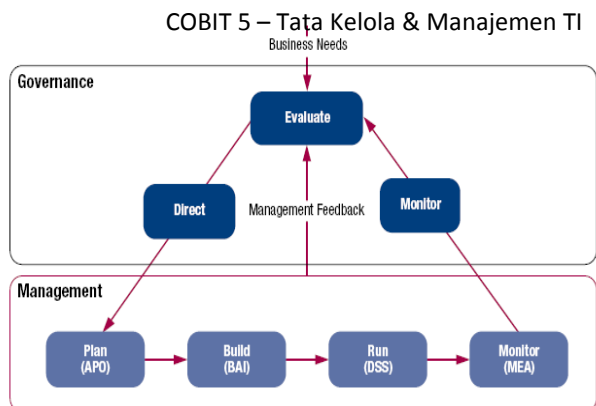 COBIT 5 – Tata Kelola & Manajemen TI
Business Needs
Governance
Evaluate
Direct
Management Feedback
Monitor
Management
Plan
(APO)
Build
(BAI)
Run
(DSS)
Monitor
(MEA)